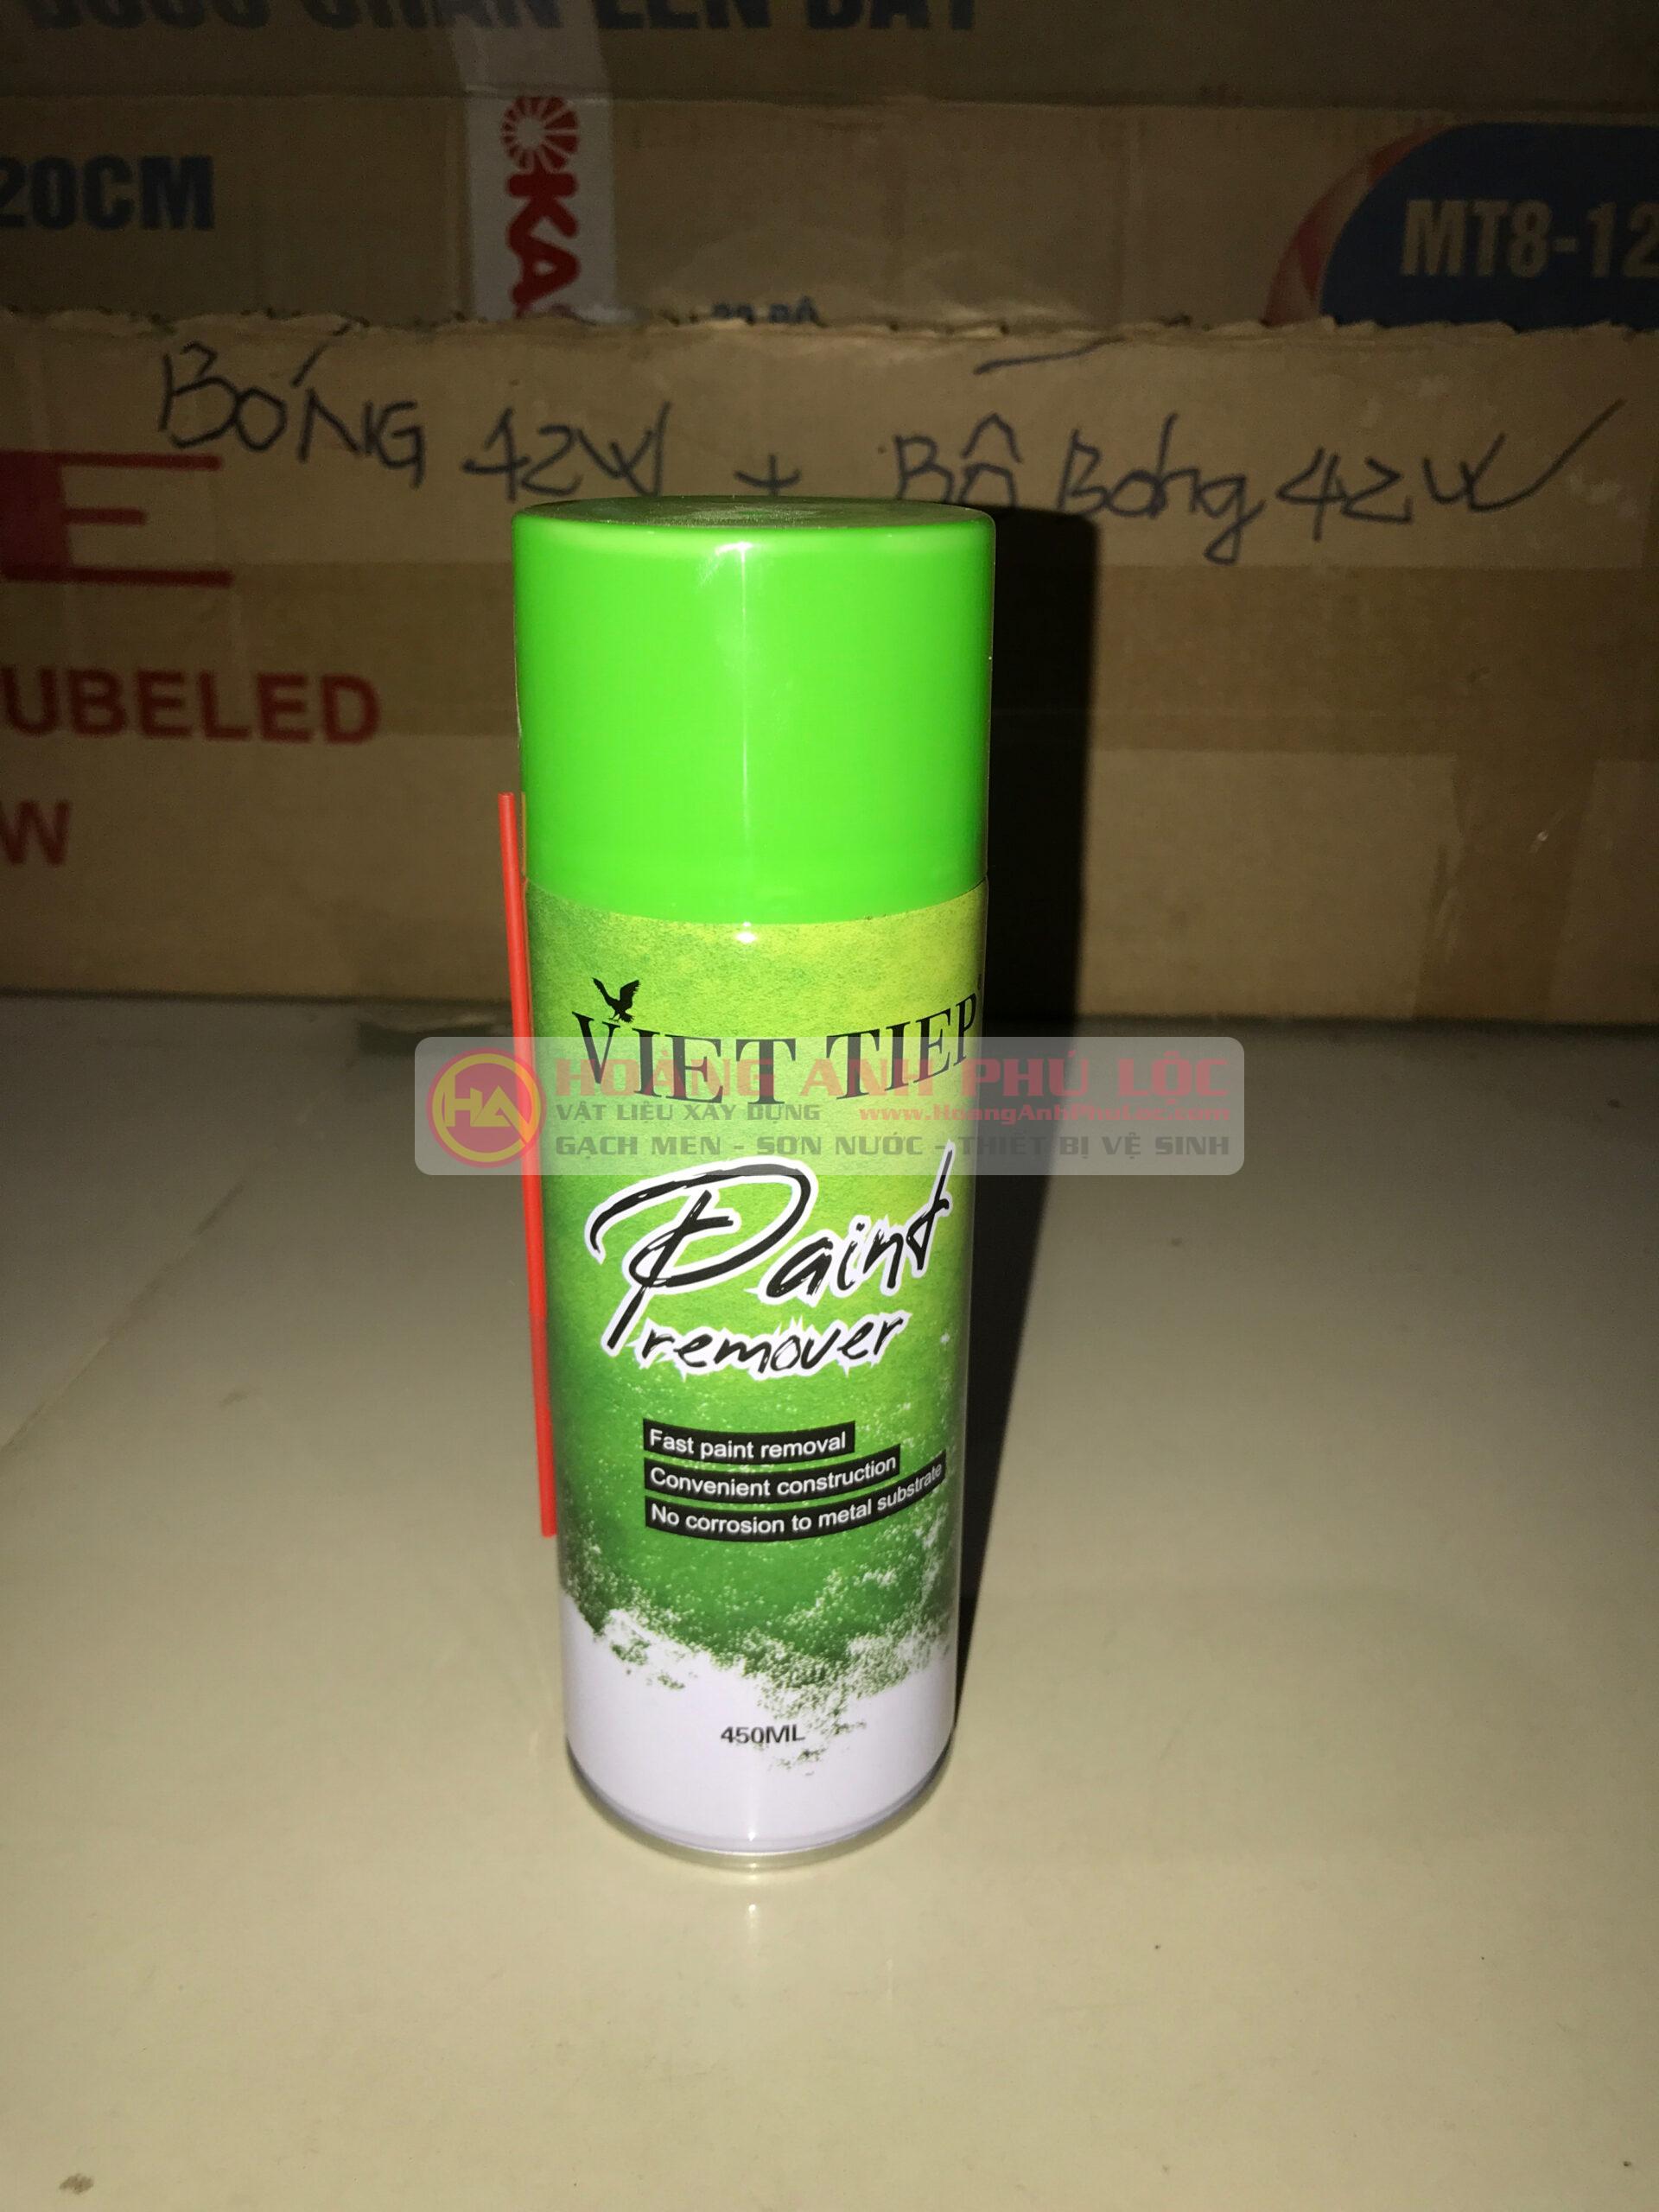 20CM
OKA
MT8-12
BÓNG 42W + BỘ Bóng 42W
E
UBELED
W
VIET TIEP
HOÀNG ANH PHÚ LỘC
VẬT LIỆU XÂY DỰNG www.HoangAnhPhuLoc.com
GẠCH MEN - SƠN NƯỚC - THIẾT BỊ VỆ SINH
Paint
remover
Fast paint removal
Convenient construction
No corrosion to metal substrate
450ML